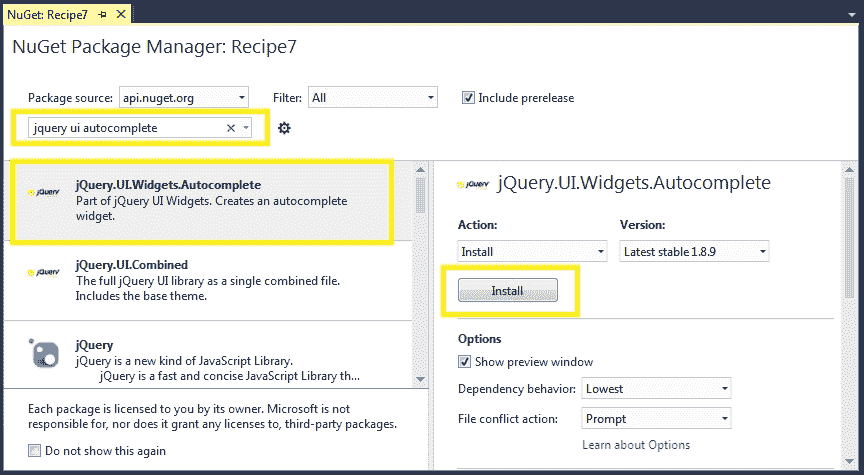 NuGet: Recipe7
NuGet Package Manager: Recipe7
Package source: api.nuget.org Filter: All Include prerelease
jquery ui autocomplete
jQuery
jQuery.UI.Widgets.Autocomplete
Part of jQuery UI Widgets. Creates an autocomplete
widget.
jQuery
jQuery.UI.Combined
The full jQuery UI library as a single combined file.
Includes the base theme.
jQuery
jQuery is a new kind of JavaScript Library.
jQuery is a fast and concise JavaScript Library th...
Each package is licensed to you by its owner. Microsoft is not
responsible for, nor does it grant any licenses to, third-party packages.
Do not show this again
jQuery jQuery.UI.Widgets.Autocomplete
Action: Version:
Install Latest stable 1.8.9
Install
Options
Show preview window
Dependency behavior: Lowest
File conflict action: Prompt
Learn about Options